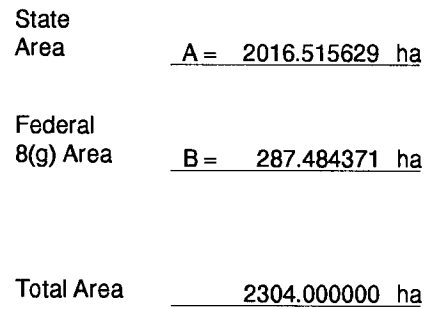 State
Area A = 2016.515629 ha
Federal
8(g) Area B = 287.484371 ha
Total Area 2304.000000 ha